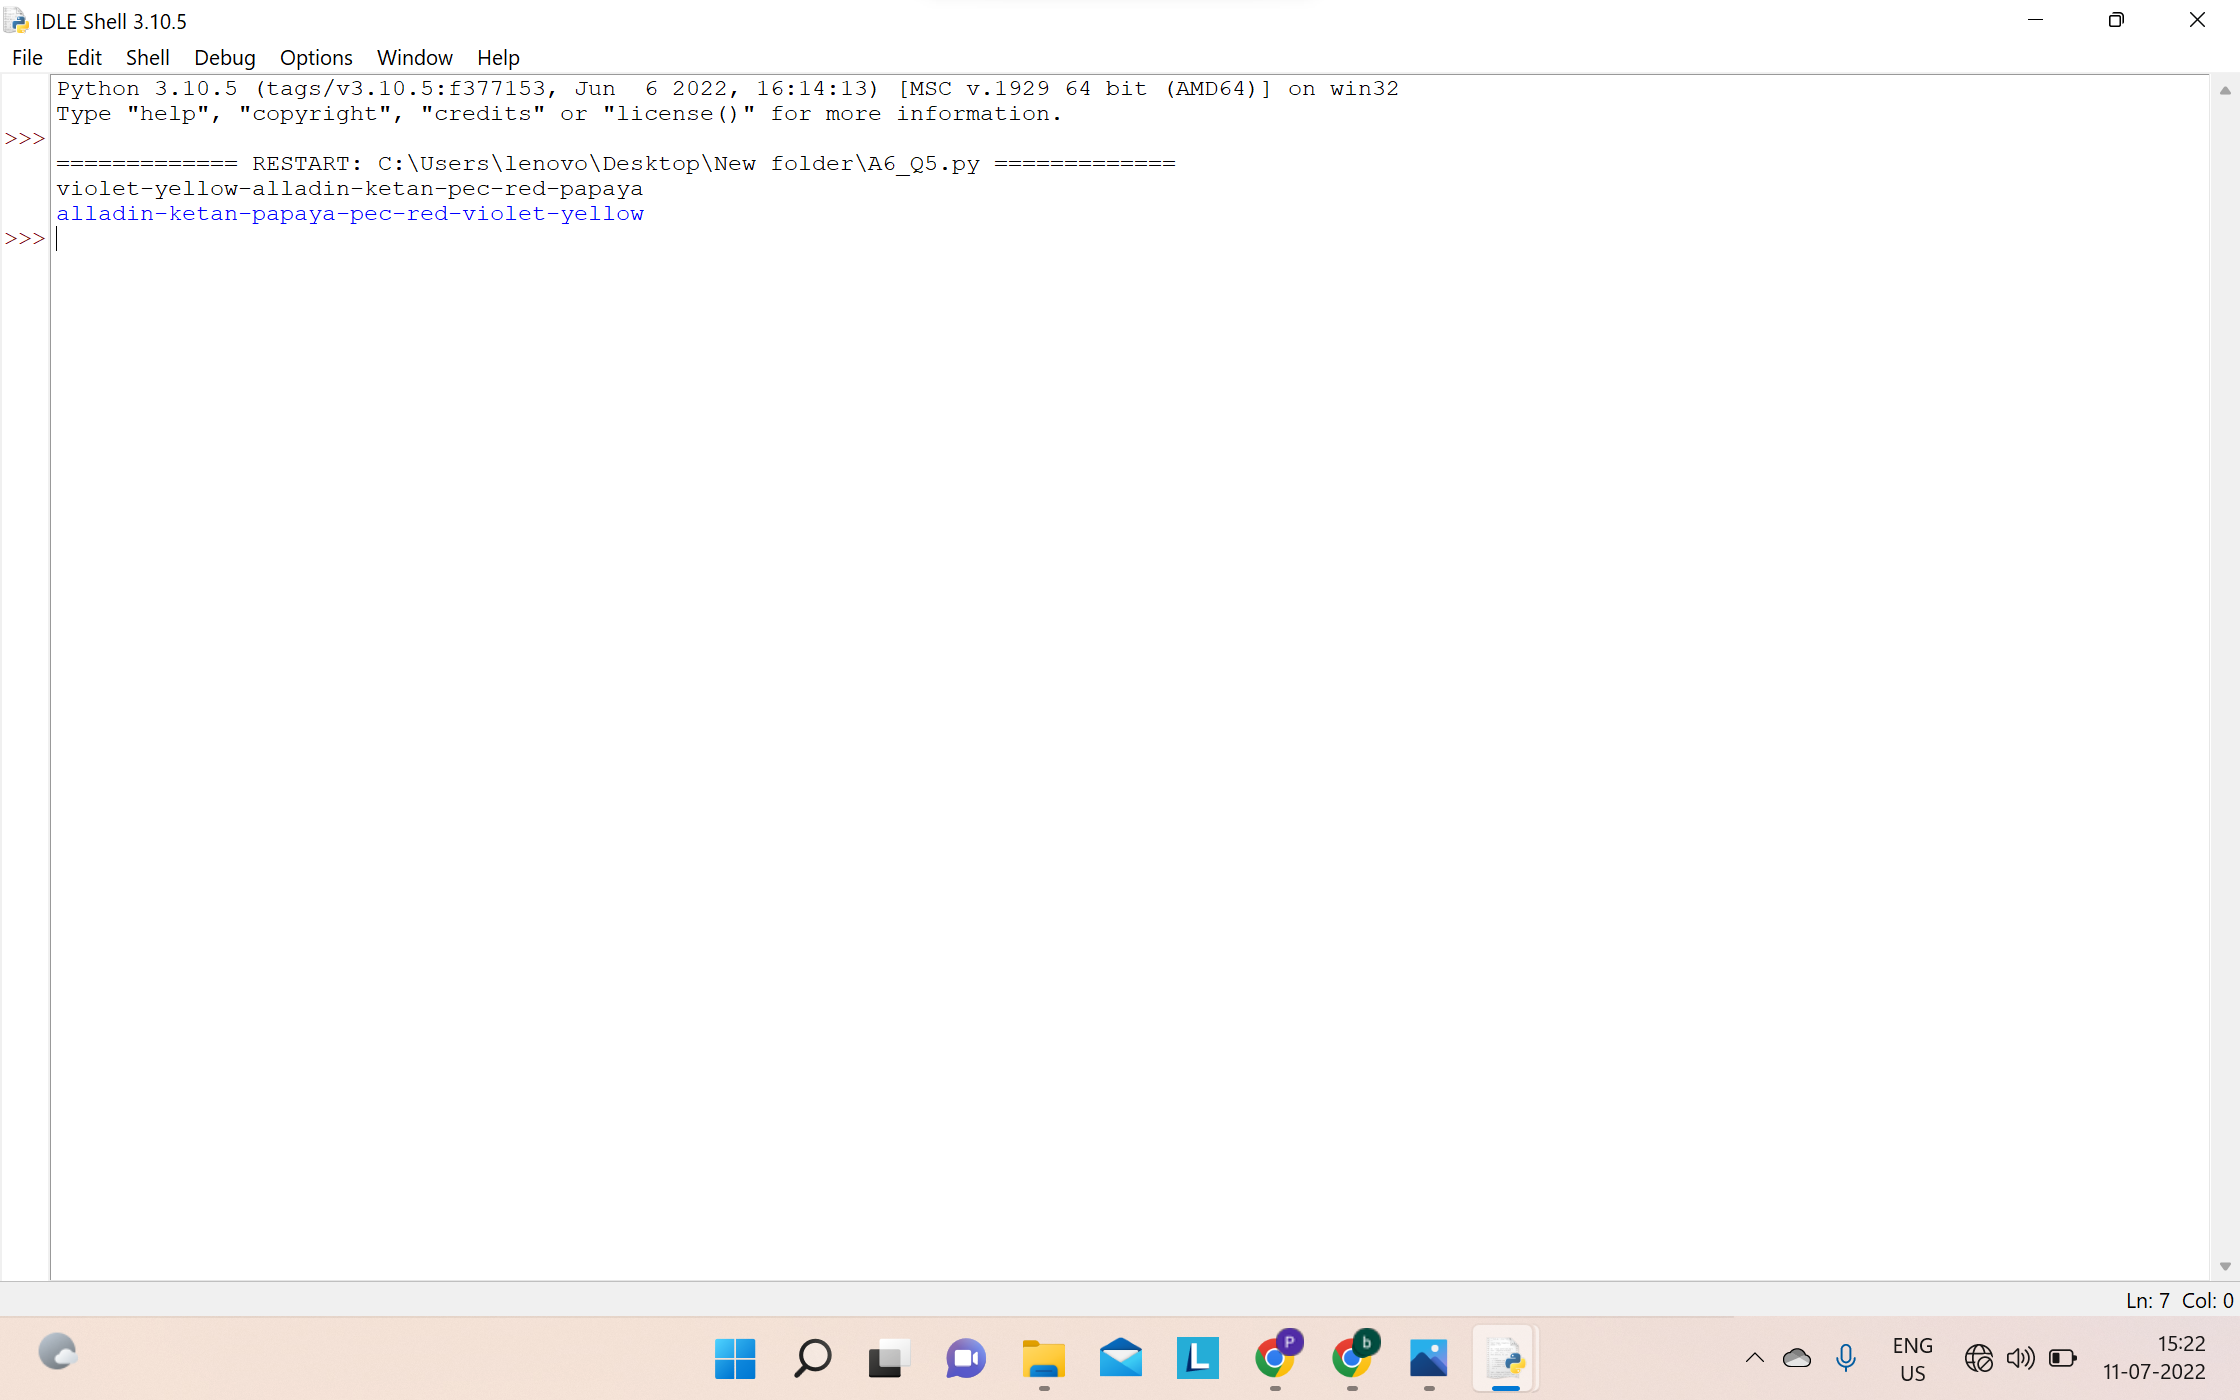 IDLE Shell 3.10.5
File Edit Shell Debug Options Window Help
Python 3.10.5 (tags/v3.10.5:f377153, Jun  6 2022, 16:14:13) [MSC v.1929 64 bit (AMD64)] on win32
Type "help", "copyright", "credits" or "license()" for more information.
>>>
============= RESTART: C:\Users\lenovo\Desktop\New folder\A6_Q5.py =============
violet-yellow-alladin-ketan-pec-red-papaya
alladin-ketan-papaya-pec-red-violet-yellow
>>>
Ln: 7 Col: 0
L
P
b
ENG
US
15:22
11-07-2022